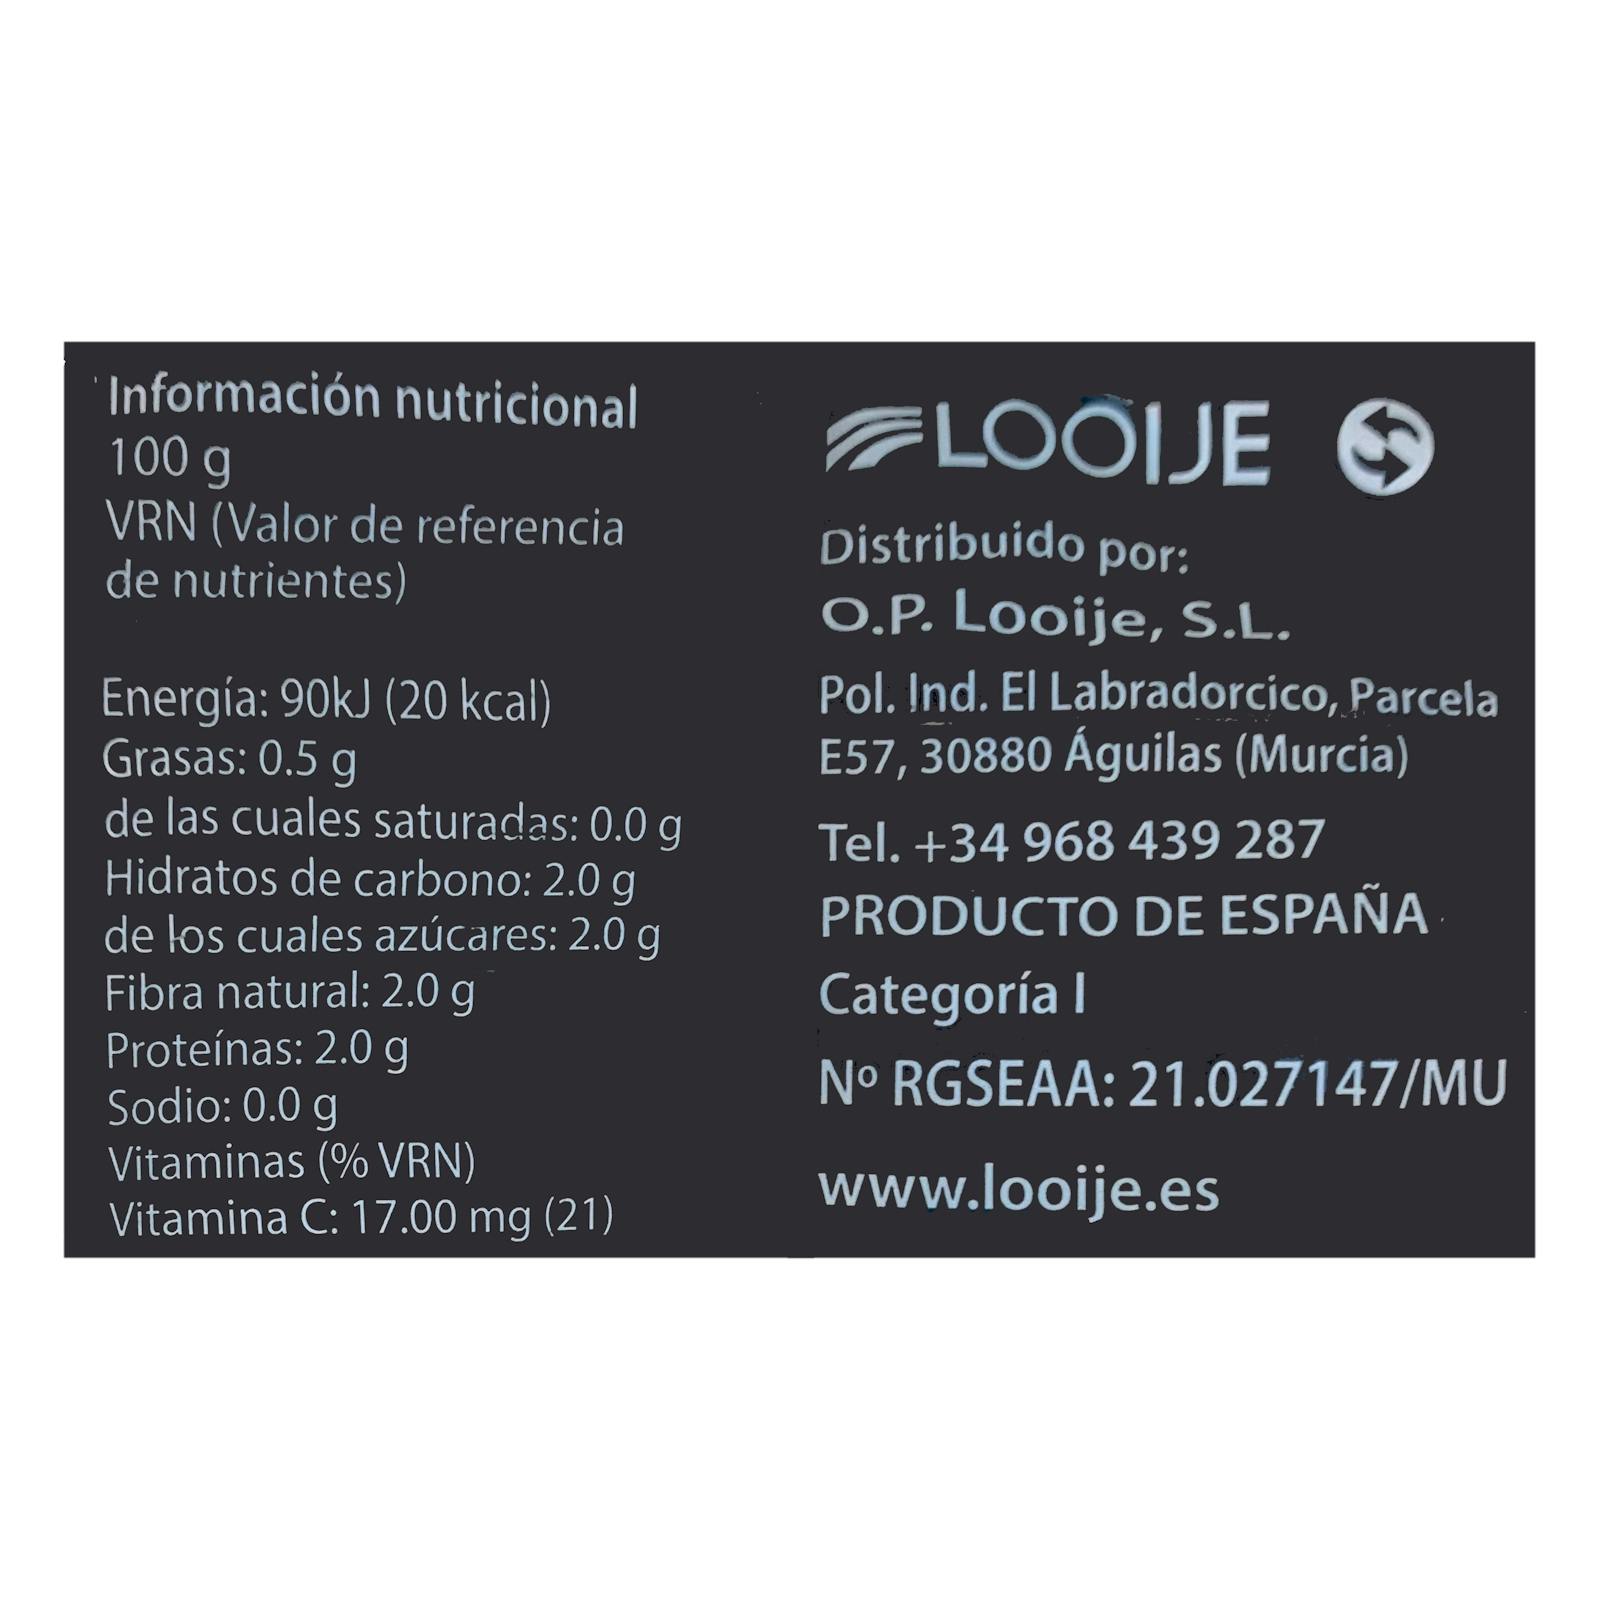 Información nutricional
100 g
VRN (Valor de referencia
de nutrientes)
Energía: 90kJ (20 kcal)
Grasas: 0.5 g
de las cuales saturadas: 0.0 g
Hidratos de carbono: 2.0 g
de los cuales azúcares: 2.0 g
Fibra natural: 2.0 g
Proteínas: 2.0 g
Sodio: 0.0 g
Vitaminas (% VRN)
Vitamina C: 17.00 mg (21)
LOOIJE
Distribuido por:
O.P. Looije, S.L.
Pol. Ind. El Labradorcico, Parcela
E57, 30880 Águilas (Murcia)
Tel. +34 968 439 287
PRODUCTO DE ESPAÑA
Categoría I
Nº RGSEAA: 21.027147/MU
www.looije.es